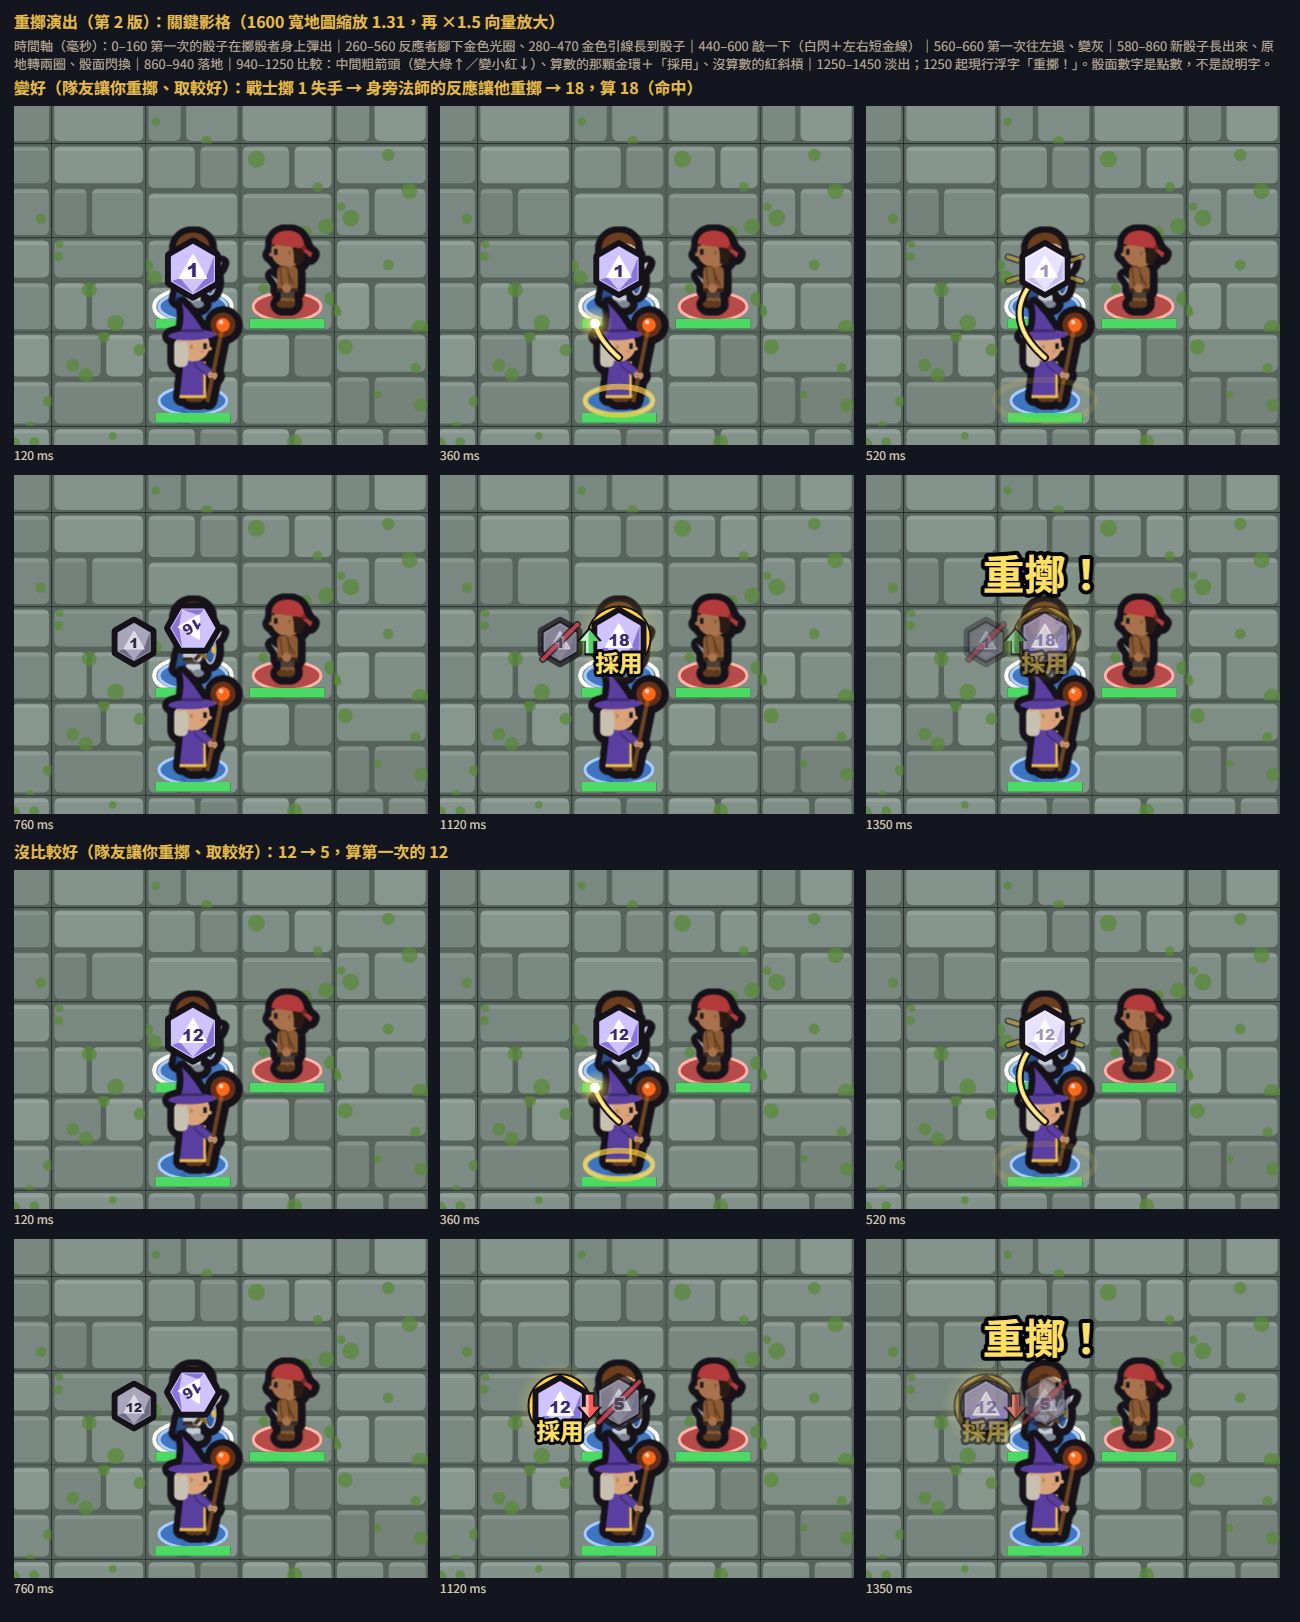 重擲演出（第 2 版）：關鍵影格（1600 寬地圖縮放 1.31，再 ×1.5 向量放大）
時間軸（毫秒）：0–160 第一次的骰子在擲骰者身上彈出｜260–560 反應者腳下金色光圈、280–470 金色引線長到骰子｜440–600 敲一下（白閃＋左右短金線）｜560–660 第一次往左退、變灰｜580–860 新骰子長出來、原
地轉兩圈、骰面閃換｜860–940 落地｜940–1250 比較：中間粗箭頭（變大綠↑／變小紅↓）、算數的那顆金環＋「採用」、沒算數的紅斜槓｜1250–1450 淡出；1250 起現行浮字「重擲！」。骰面數字是點數，不是說明字。
變好（隊友讓你重擲、取較好）：戰士擲 1 失手 → 身旁法師的反應讓他重擲 → 18，算 18（命中）
1
1
1
120 ms
360 ms
520 ms
重擲！
1
16
1
18
採用
1
18
採用
760 ms
1120 ms
1350 ms
沒比較好（隊友讓你重擲、取較好）：12 → 5，算第一次的 12
12
12
12
120 ms
360 ms
520 ms
重擲！
12
16
12
5
採用
12
5
採用
760 ms
1120 ms
1350 ms